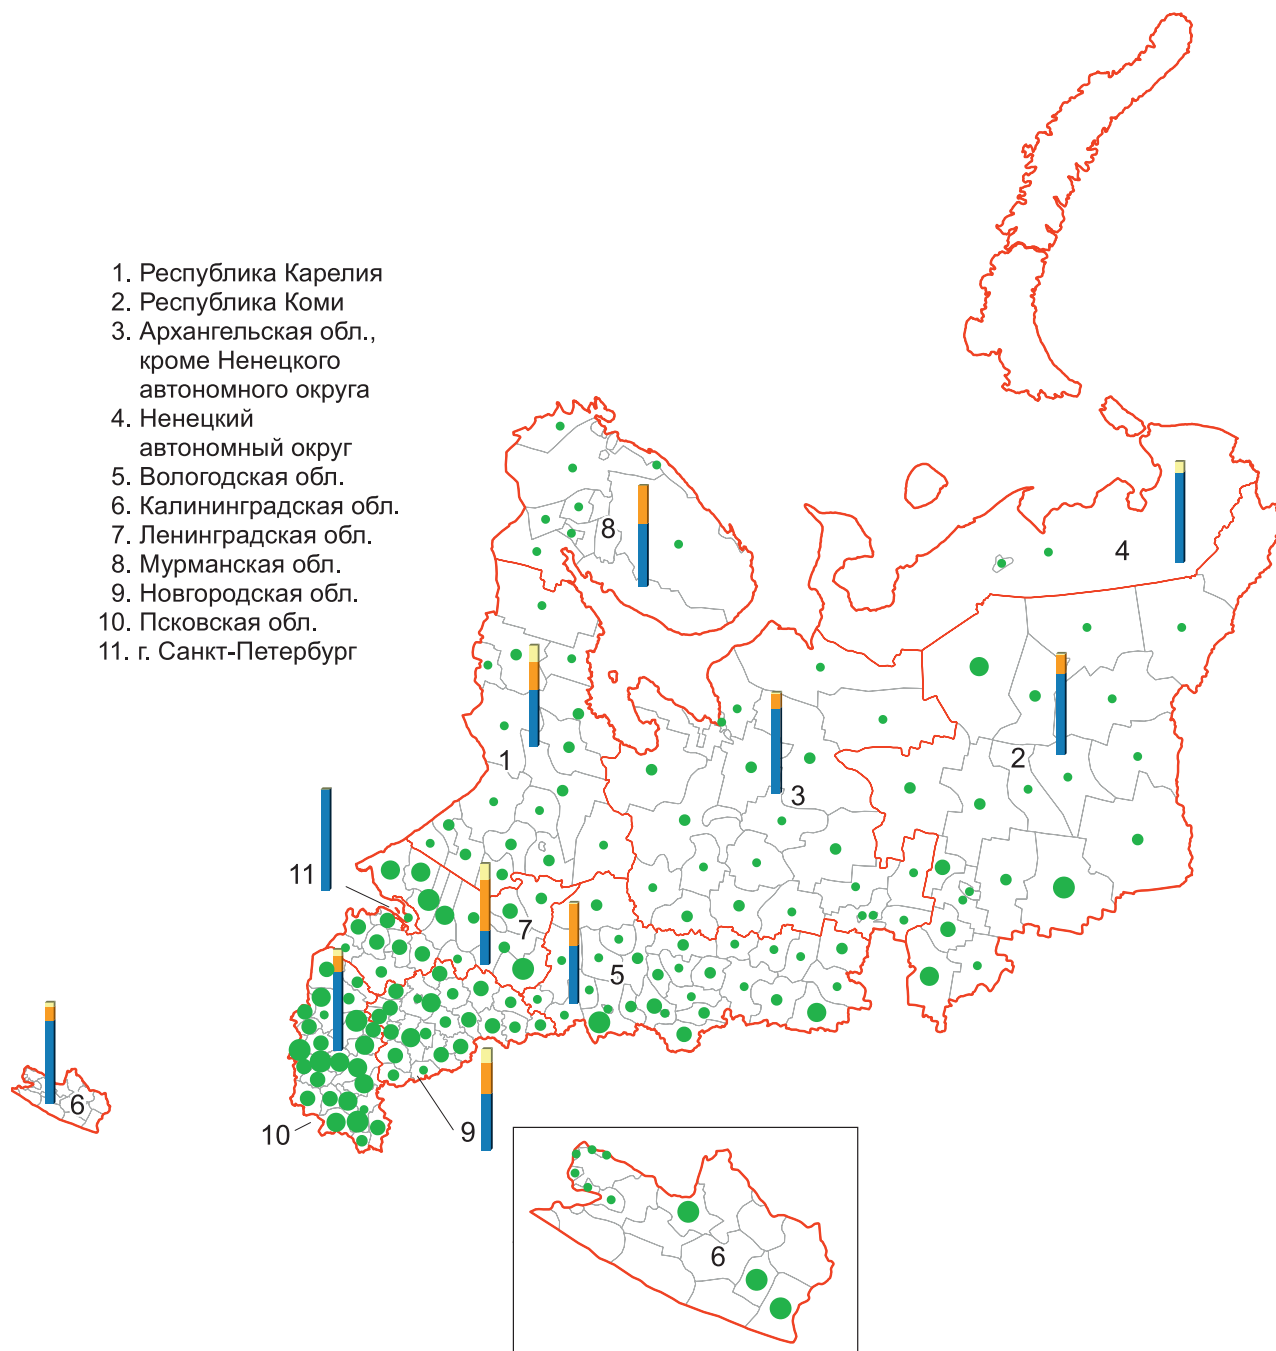 1. Республика Карелия
2. Республика Коми
3. Архангельская обл.,
кроме Ненецкого
автономного округа
4. Ненецкий
автономный округ
5. Вологодская обл.
6. Калининградская обл.
7. Ленинградская обл.
8. Мурманская обл.
9. Новгородская обл.
10. Псковская обл.
11. г. Санкт-Петербург
8
4
1
2
3
11
7
5
6
10
9
6